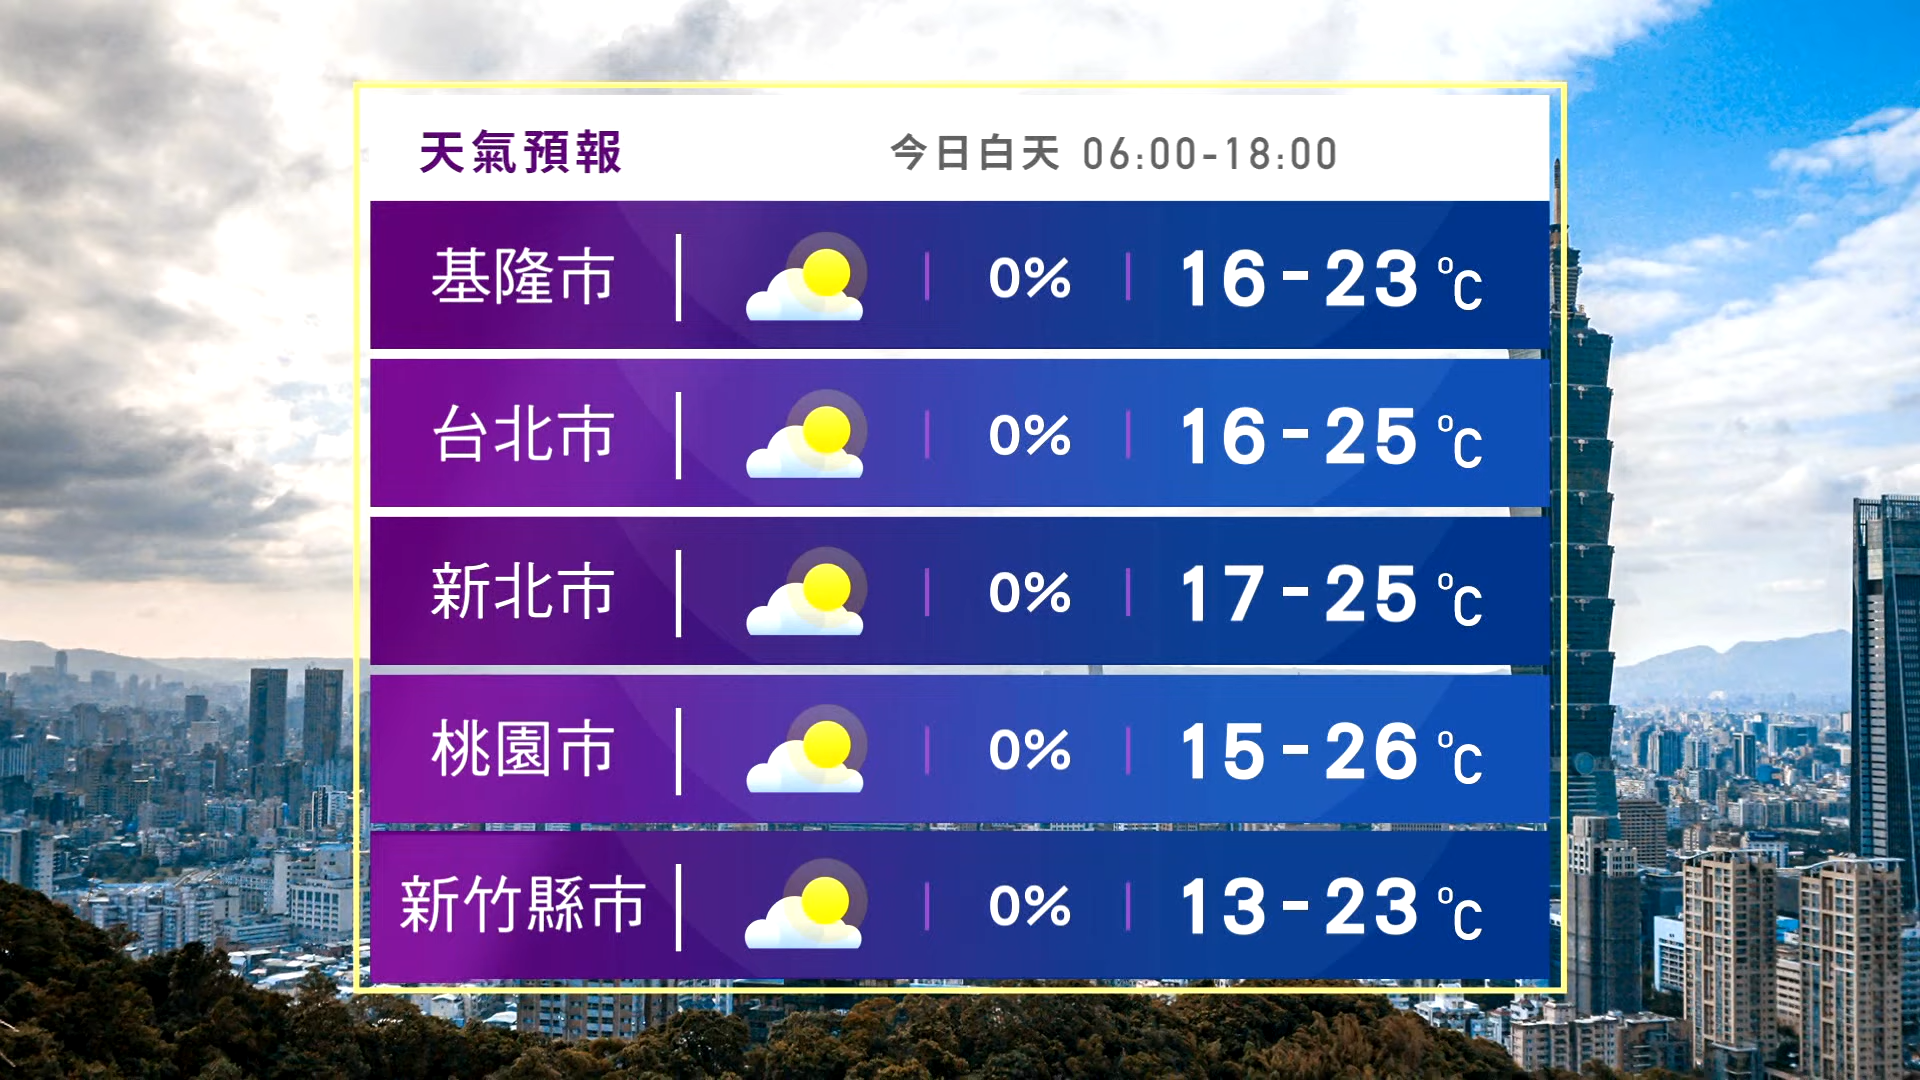 天氣預報 今日白天 06:00-18:00
基隆市 0% 16-23 °C
台北市 0% 16-25 °C
新北市 0% 17-25 °C
桃園市 0% 15-26 °C
新竹縣市 0% 13-23 °C